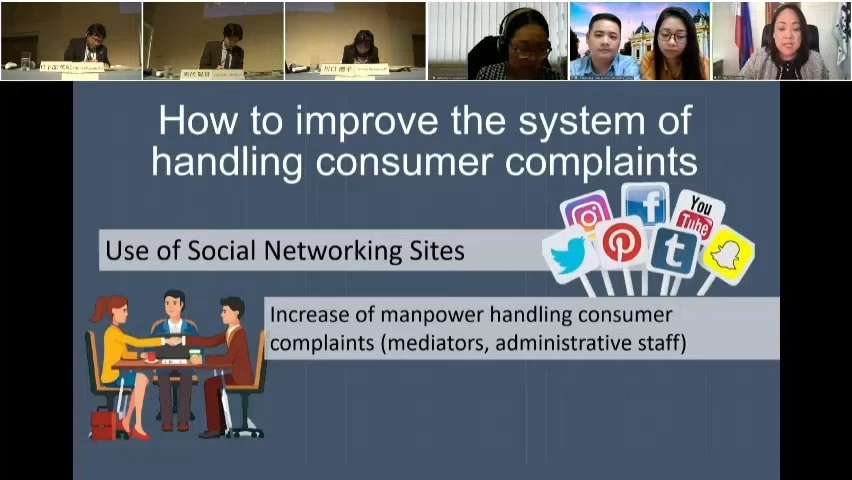 How to improve the system of
handling consumer complaints
You
Tube
Use of Social Networking Sites
Increase of manpower handling consumer
complaints (mediators, administrative staff)